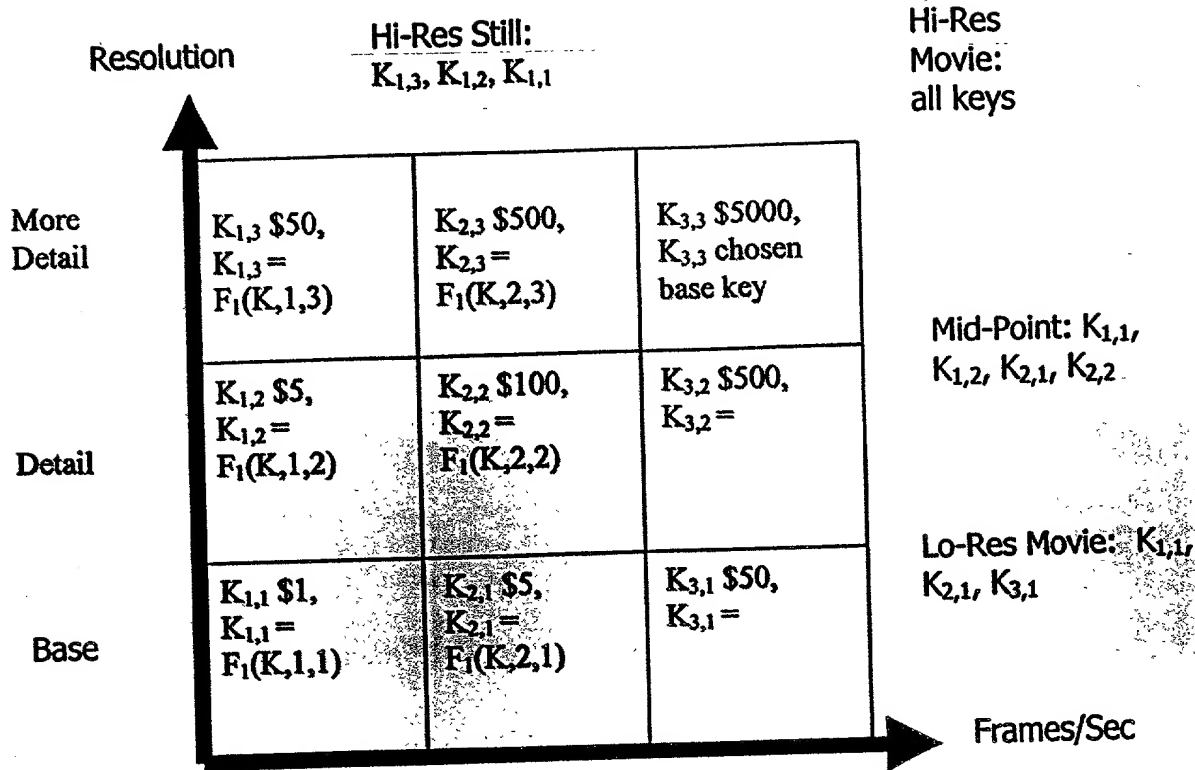 Resolution
Hi-Res Still:
K1,3, K1,2, K1,1
Hi-Res
Movie:
all keys
More
Detail
K1,3 $50,
K1,3=
F1(K,1,3)
K2,3 $500,
K2,3=
F1(K,2,3)
K3,3 $5000,
K3,3 chosen
base key
Mid-Point: K1,1,
K1,2, K2,1, K2,2
Detail
K1,2 $5,
K1,2=
F1(K,1,2)
K2,2 $100,
K2,2=
F1(K,2,2)
K3,2 $500,
K3,2=
Lo-Res Movie: K1,1,
K2,1, K3,1
Base
K1,1 $1,
K1,1=
F1(K,1,1)
K2,1 $5,
K2,1=
F1(K,2,1)
K3,1 $50,
K3,1=
Frames/Sec